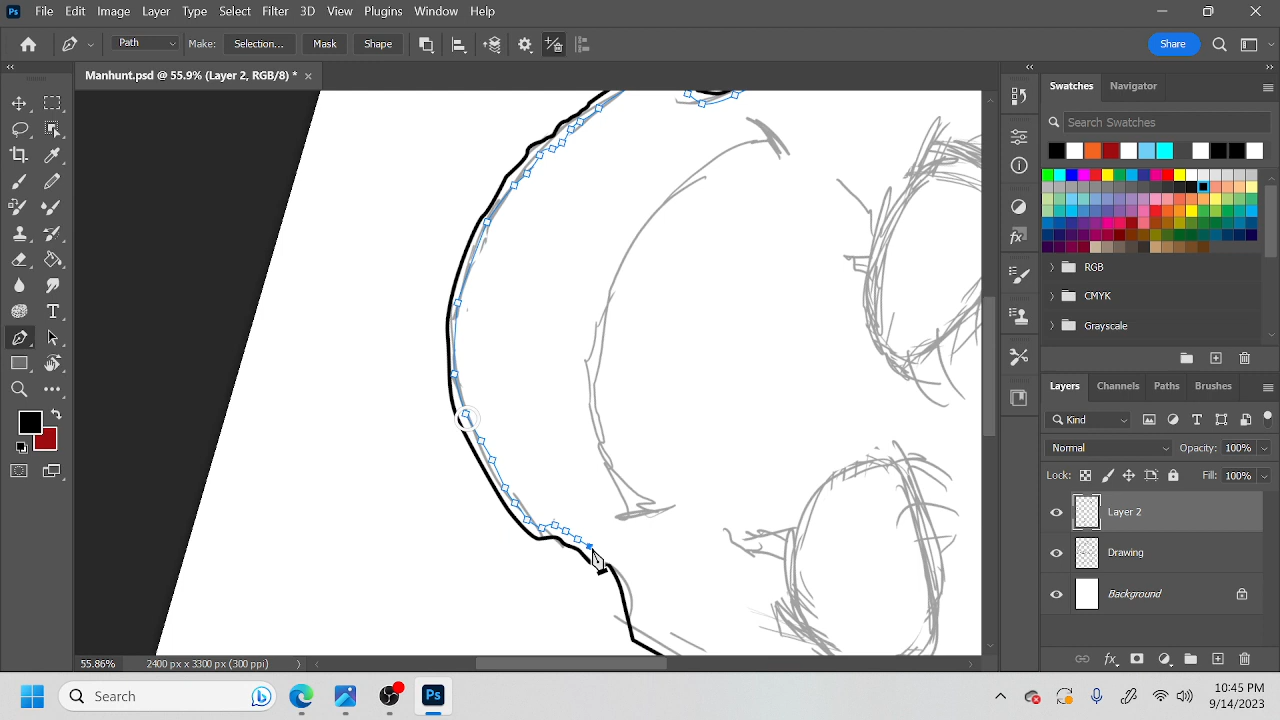 Ps File Edit Image Layer Type Select Filter 3D View Plugins Window Help
Path Make: Selection... Mask Shape Share
Manhunt.psd @ 55.9% (Layer 2, RGB/8) *
Swatches Navigator
Search Swatches
RGB
CMYK
Grayscale
Layers Channels Paths Brushes
Kind
Normal Opacity: 100%
Lock: Fill: 100%
Layer 2
Drawing
Background
55.86% 2400 px x 3300 px (300 ppi)
Search Ps 10:45 PM
9/14/2023